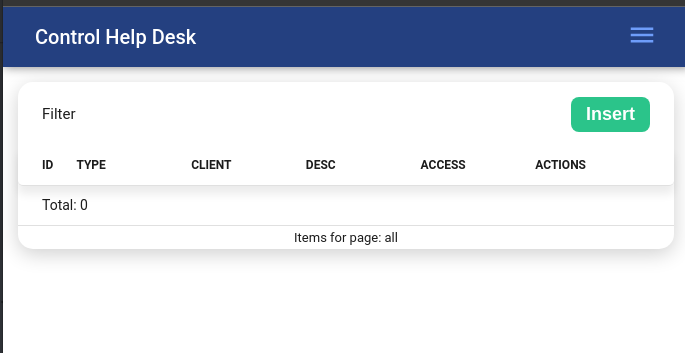 Control Help Desk
Filter
Insert
ID TYPE CLIENT DESC ACCESS ACTIONS
Total: 0
Items for page: all